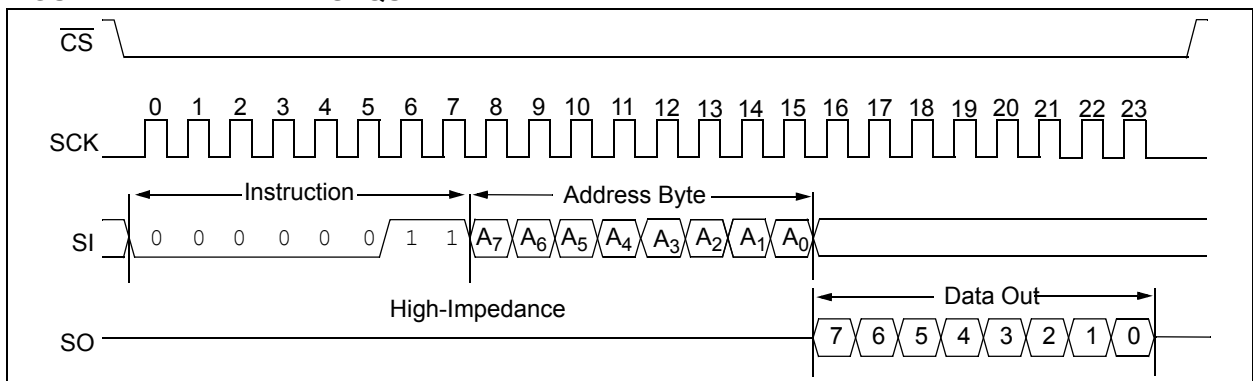 CS
0 1 2 3 4 5 6 7 8 9 10 11 12 13 14 15 16 17 18 19 20 21 22 23
SCK
Instruction
Address Byte
SI
0 0 0 0 0 0 1 1 A7 A6 A5 A4 A3 A2 A1 A0
High-Impedance
Data Out
SO
7 6 5 4 3 2 1 0